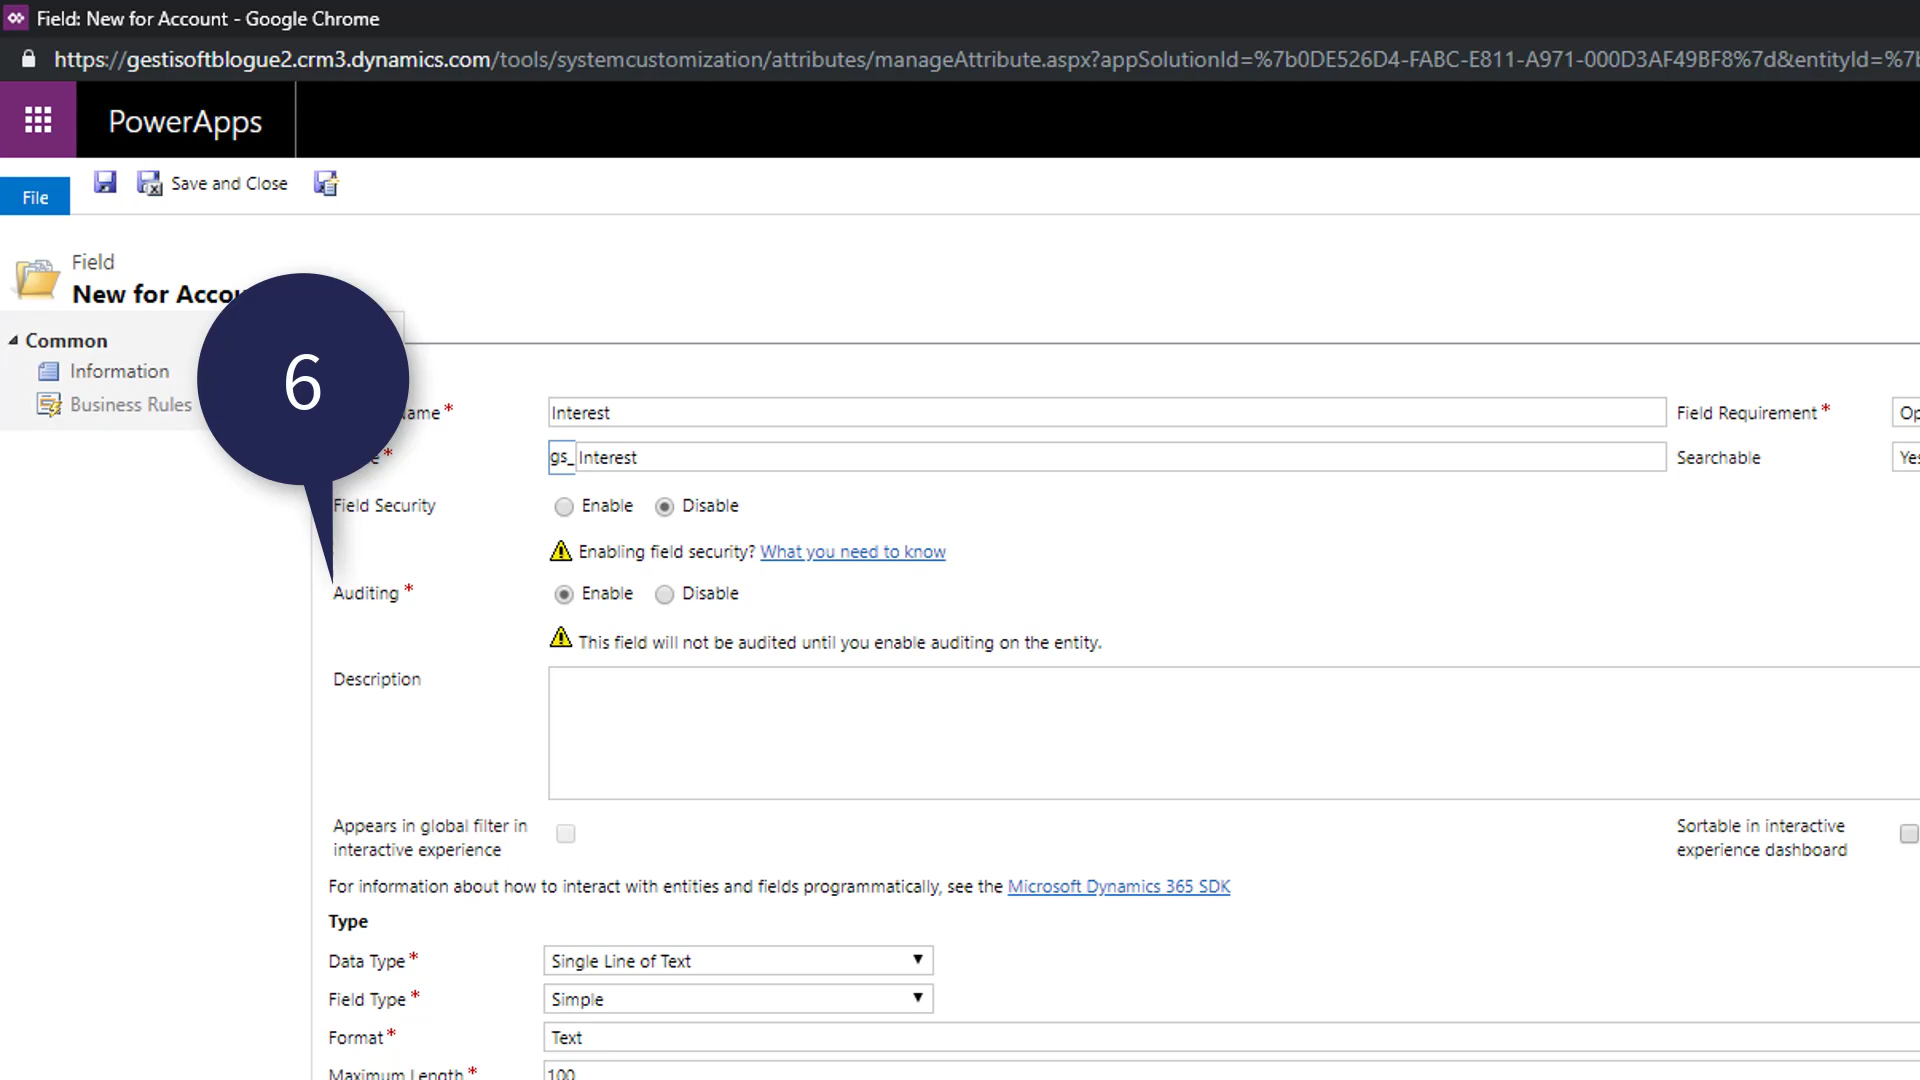 Field: New for Account - Google Chrome
https://gestisoftblogue2.crm3.dynamics.com/tools/systemcustomization/attributes/manageAttribute.aspx?appSolutionId=%7b0DE526D4-FABC-E811-A971-000D3AF49BF8%7d&entityId=%7b
PowerApps
File
Save and Close
Field
New for Accou
Common
Information
Business Rules
6
ame * Interest Field Requirement * Op
e * gs_ Interest Searchable Yes
Field Security Enable Disable
Enabling field security? What you need to know
Auditing * Enable Disable
This field will not be audited until you enable auditing on the entity.
Description
Appears in global filter in
interactive experience
Sortable in interactive
experience dashboard
For information about how to interact with entities and fields programmatically, see the Microsoft Dynamics 365 SDK
Type
Data Type * Single Line of Text
Field Type * Simple
Format * Text
Maximum Length * 100